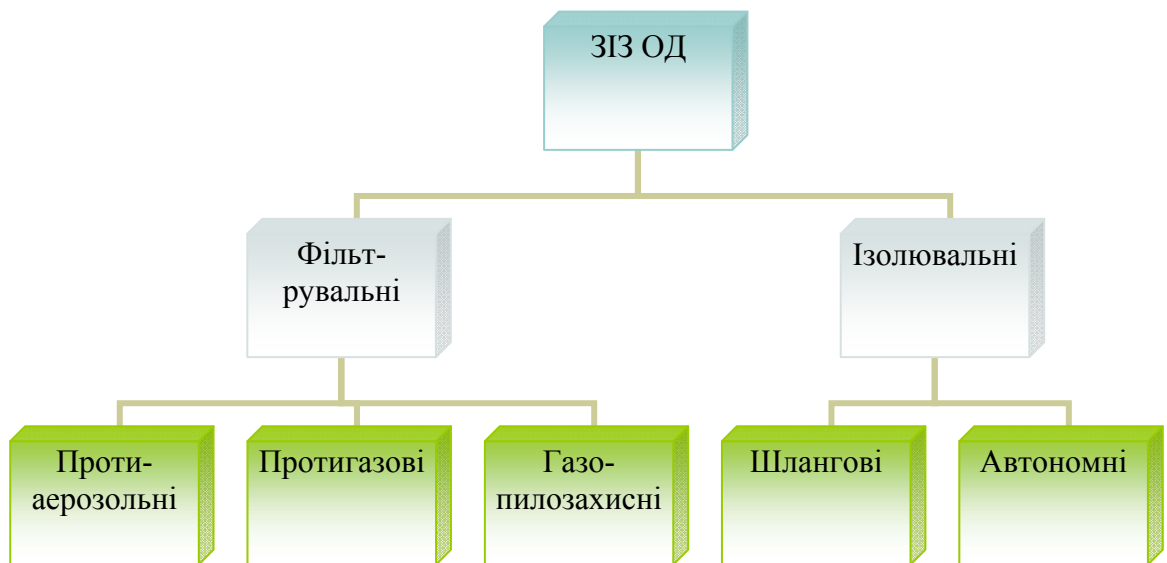 ЗІЗ ОД
Фільт-
рувальні
Ізолювальні
Проти-
аерозольні
Протигазові
Газо-
пилозахисні
Шлангові
Автономні